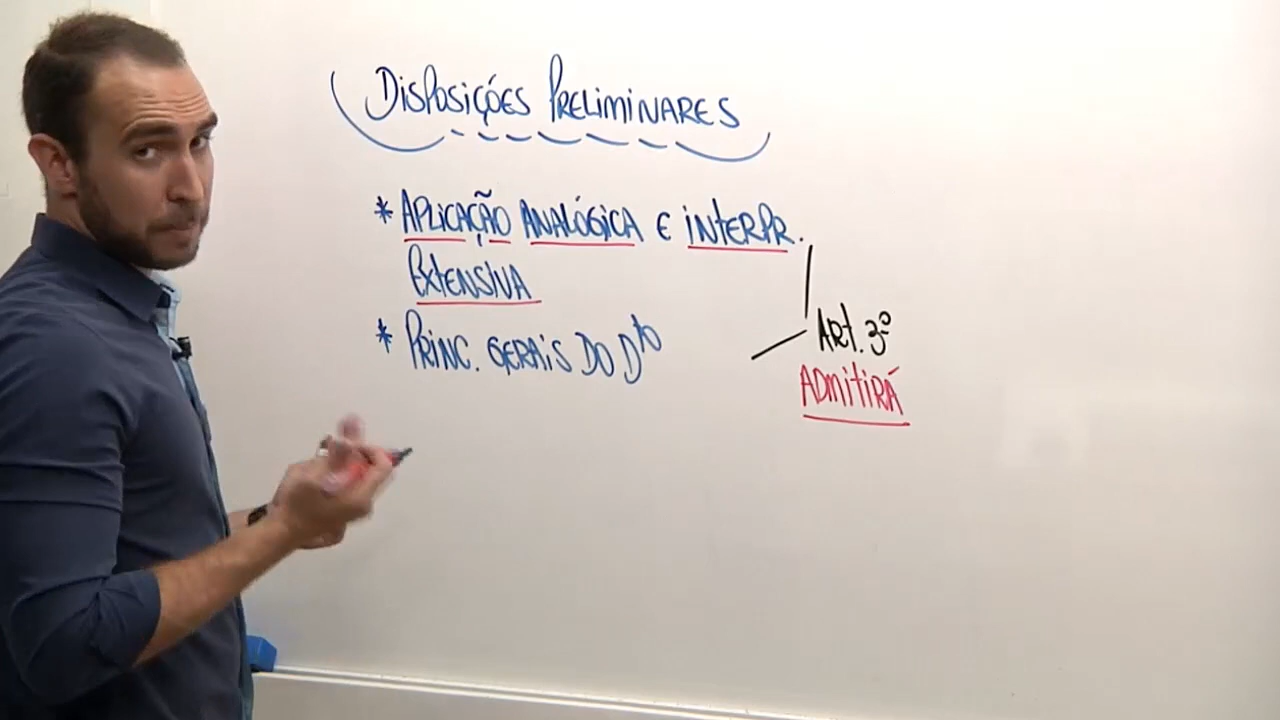 DISPOSIÇÕES PRELIMINARES
* APLICAÇÃO ANALÓGICA E INTERPR.
EXTENSIVA
* PRINC. GERAIS DO Dto
ART. 3º
ADMITIRÁ